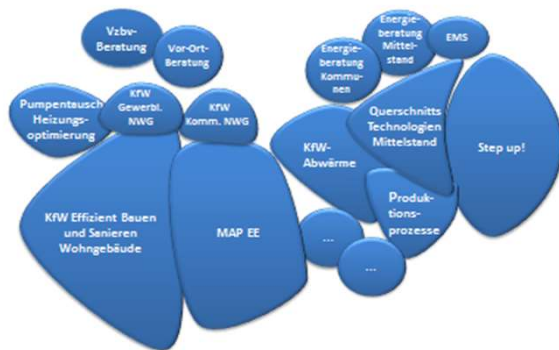 Vzbv-
Beratung
Vor-Ort-
Beratung
Energie-
beratung
Kommu-
nen
Energie-
beratung
Mittel-
stand
EMS
Pumpentausch
Heizungs-
optimierung
KfW
Gewerbl.
NWG
KfW
Komm. NWG
KfW-
Abwärme
Querschnitts
Technologien
Mittelstand
Step up!
KfW Effizient Bauen
und Sanieren
Wohngebäude
MAP EE
Produk-
tions-
prozesse
...
...